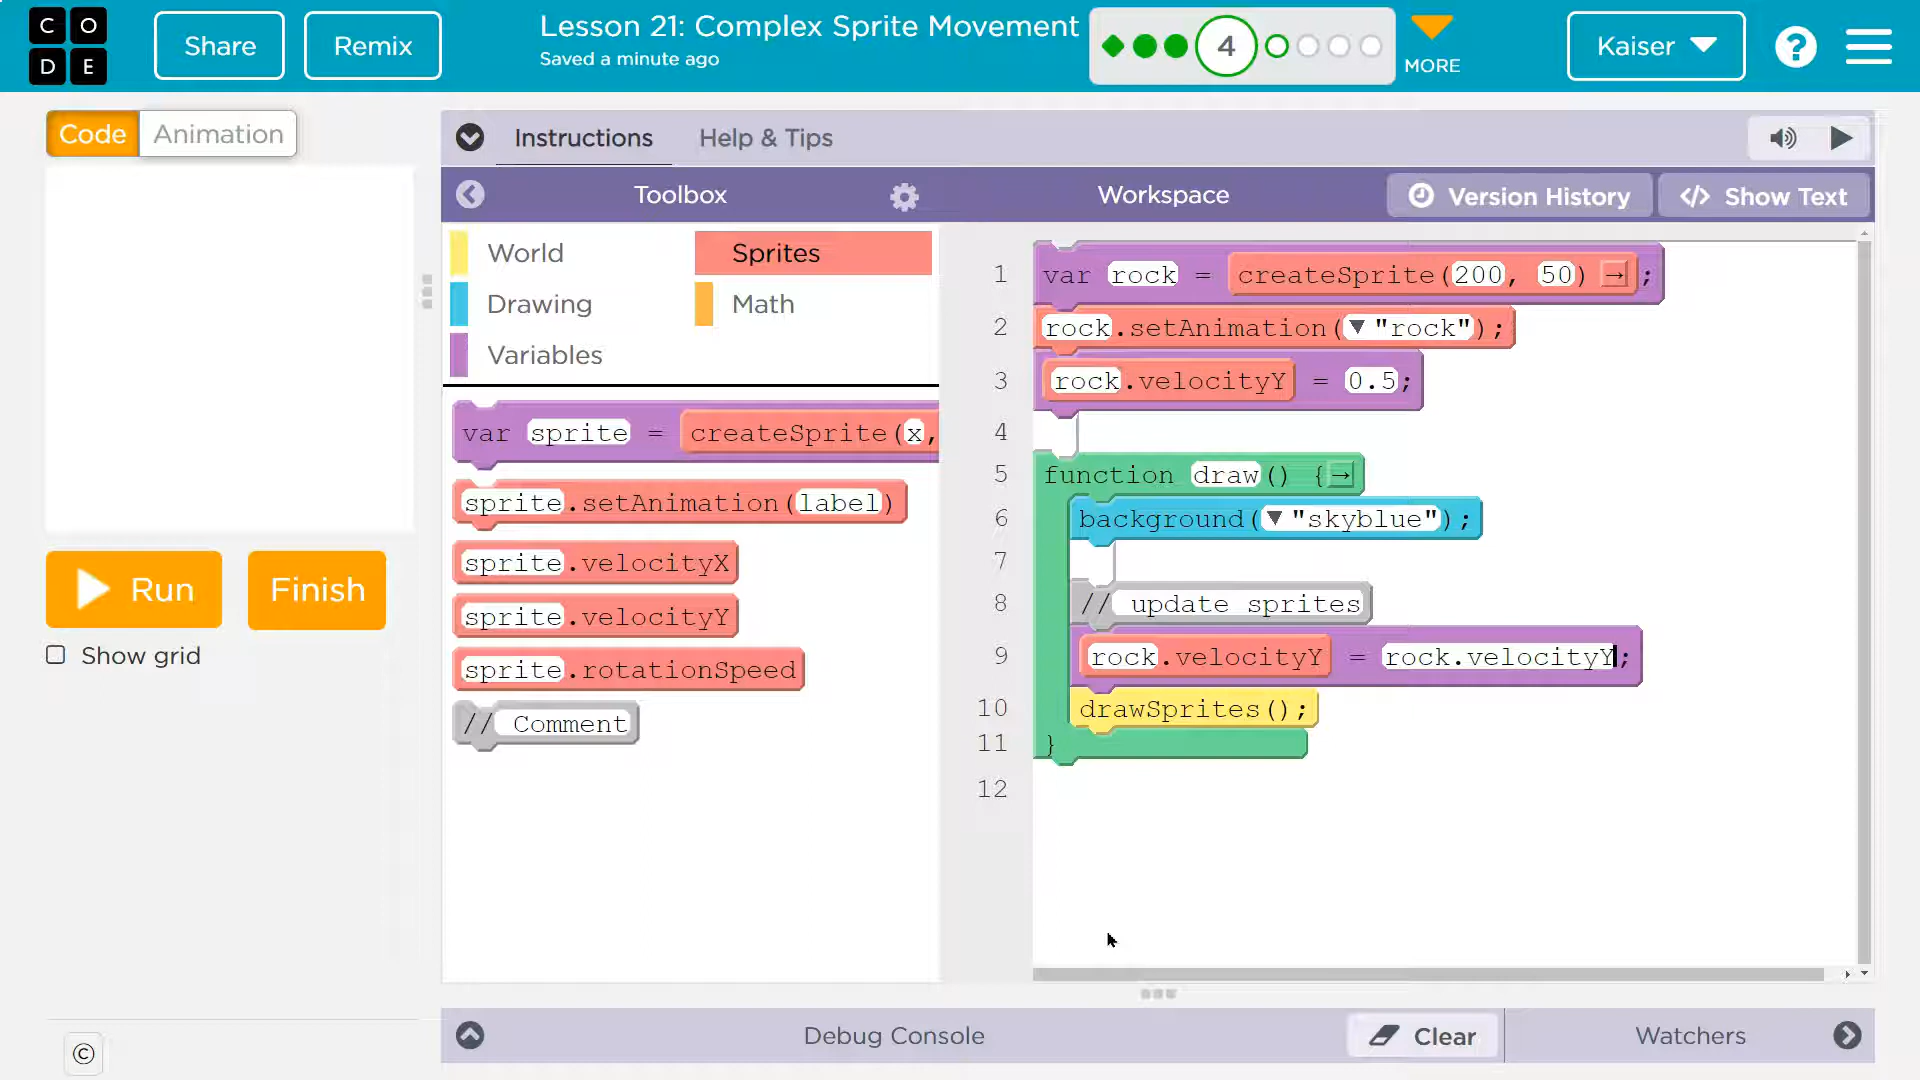 CO
DE
Share
Remix
Lesson 21: Complex Sprite Movement
Saved a minute ago
4
MORE
Kaiser
?
Code
Animation
Instructions
Help & Tips
Toolbox
Workspace
Version History
</> Show Text
World
Sprites
Drawing
Math
Variables
var sprite = createSprite(x,
sprite.setAnimation(label)
sprite.velocityX
sprite.velocityY
sprite.rotationSpeed
// Comment
1 var rock = createSprite(200, 50) → ;
2 rock.setAnimation(▼"rock");
3 rock.velocityY = 0.5;
4
5 function draw() {→
6 background(▼"skyblue");
7
8 // update sprites
9 rock.velocityY = rock.velocityY;
10 drawSprites();
11 }
12
Run
Finish
Show grid
©
Debug Console
Clear
Watchers